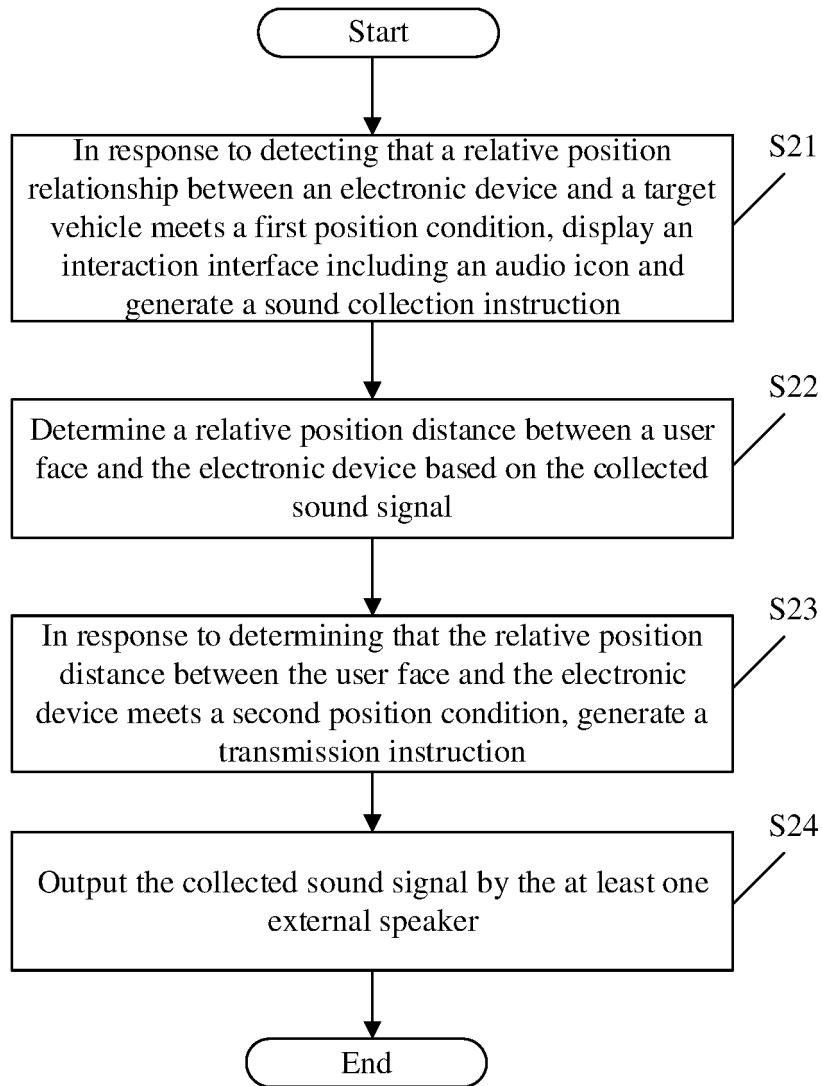 Start
In response to detecting that a relative position
relationship between an electronic device and a target
vehicle meets a first position condition, display an
interaction interface including an audio icon and
generate a sound collection instruction
S21
Determine a relative position distance between a user
face and the electronic device based on the collected
sound signal
S22
In response to determining that the relative position
distance between the user face and the electronic
device meets a second position condition, generate a
transmission instruction
S23
Output the collected sound signal by the at least one
external speaker
S24
End